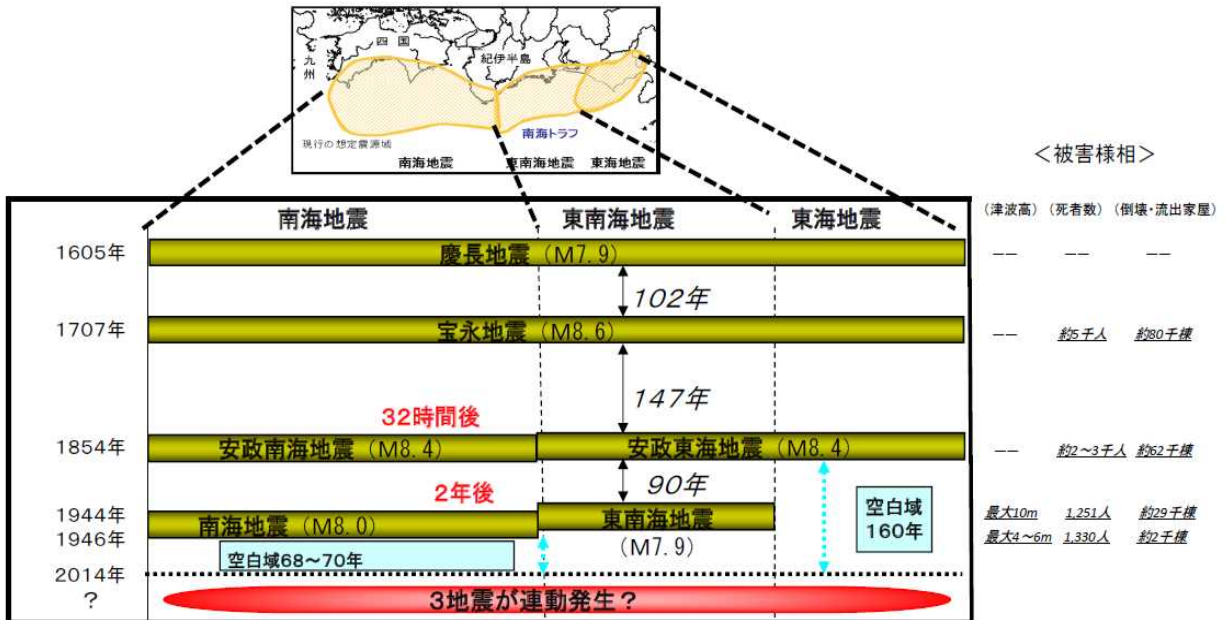 四 国
九州
紀伊半島
南海トラフ
現行の想定震源域
南海地震
東南海地震
東海地震
＜被害様相＞
（津波高）（死者数）（倒壊・流出家屋）
南海地震
東南海地震
東海地震
1605年
慶長地震（M7.9）
―― ―― ――
102年
1707年
宝永地震（M8.6）
―― 約5千人 約80千棟
147年
32時間後
1854年
安政南海地震（M8.4）
安政東海地震（M8.4）
―― 約2～3千人 約62千棟
90年
2年後
空白域
160年
1944年
東南海地震
（M7.9）
最大10m 1,251人 約29千棟
南海地震（M8.0）
1946年
最大4～6m 1,330人 約2千棟
空白域68～70年
2014年
？
3地震が連動発生？